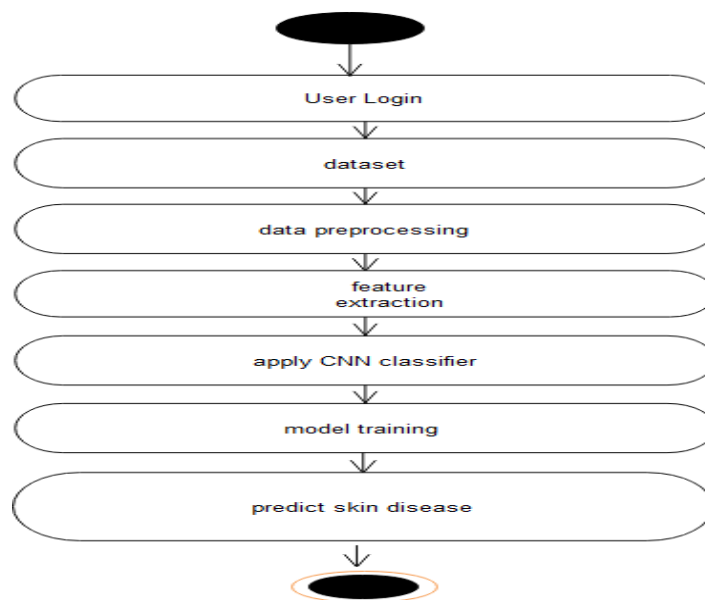 User Login
dataset
data preprocessing
feature
extraction
apply CNN classifier
model training
predict skin disease